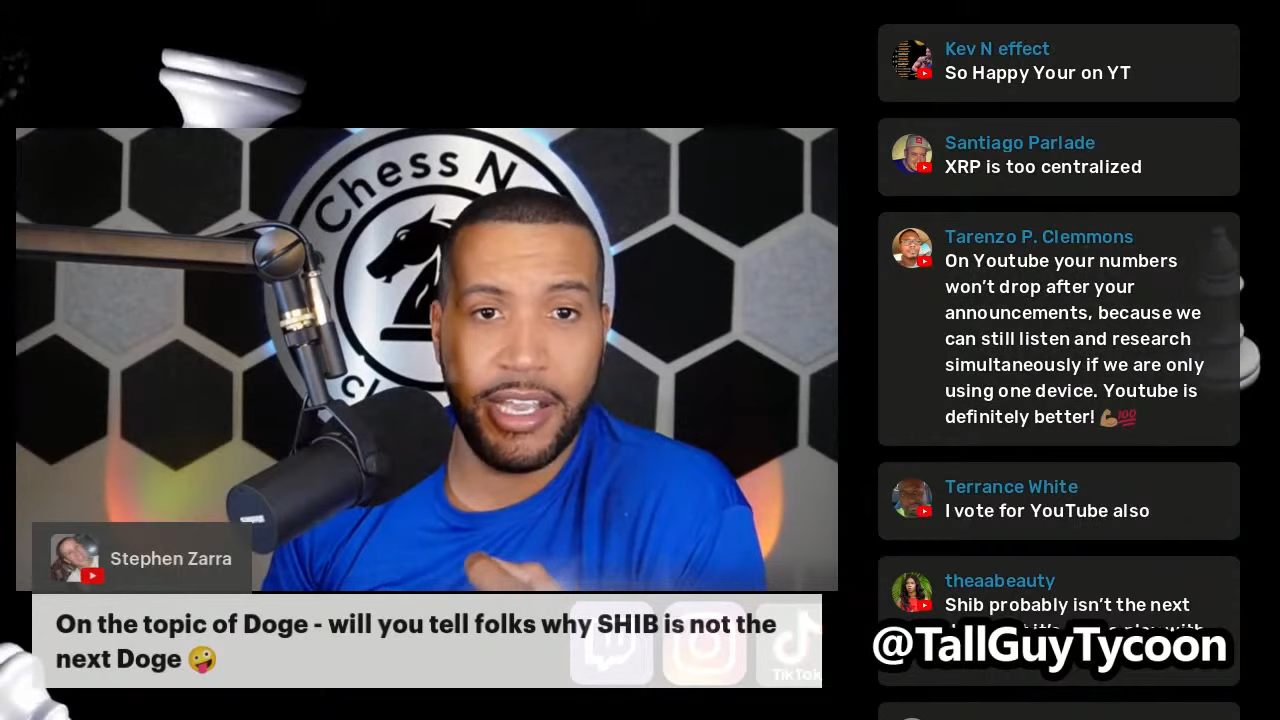 Chess N
Stephen Zarra
On the topic of Doge - will you tell folks why SHIB is not the
next Doge 🤪
TikTok
Kev N effect
So Happy Your on YT
Santiago Parlade
XRP is too centralized
Tarenzo P. Clemmons
On Youtube your numbers
won’t drop after your
announcements, because we
can still listen and research
simultaneously if we are only
using one device. Youtube is
definitely better! 💪🏽💯
Terrance White
I vote for YouTube also
theaabeauty
Shib probably isn’t the next
@TallGuyTycoon